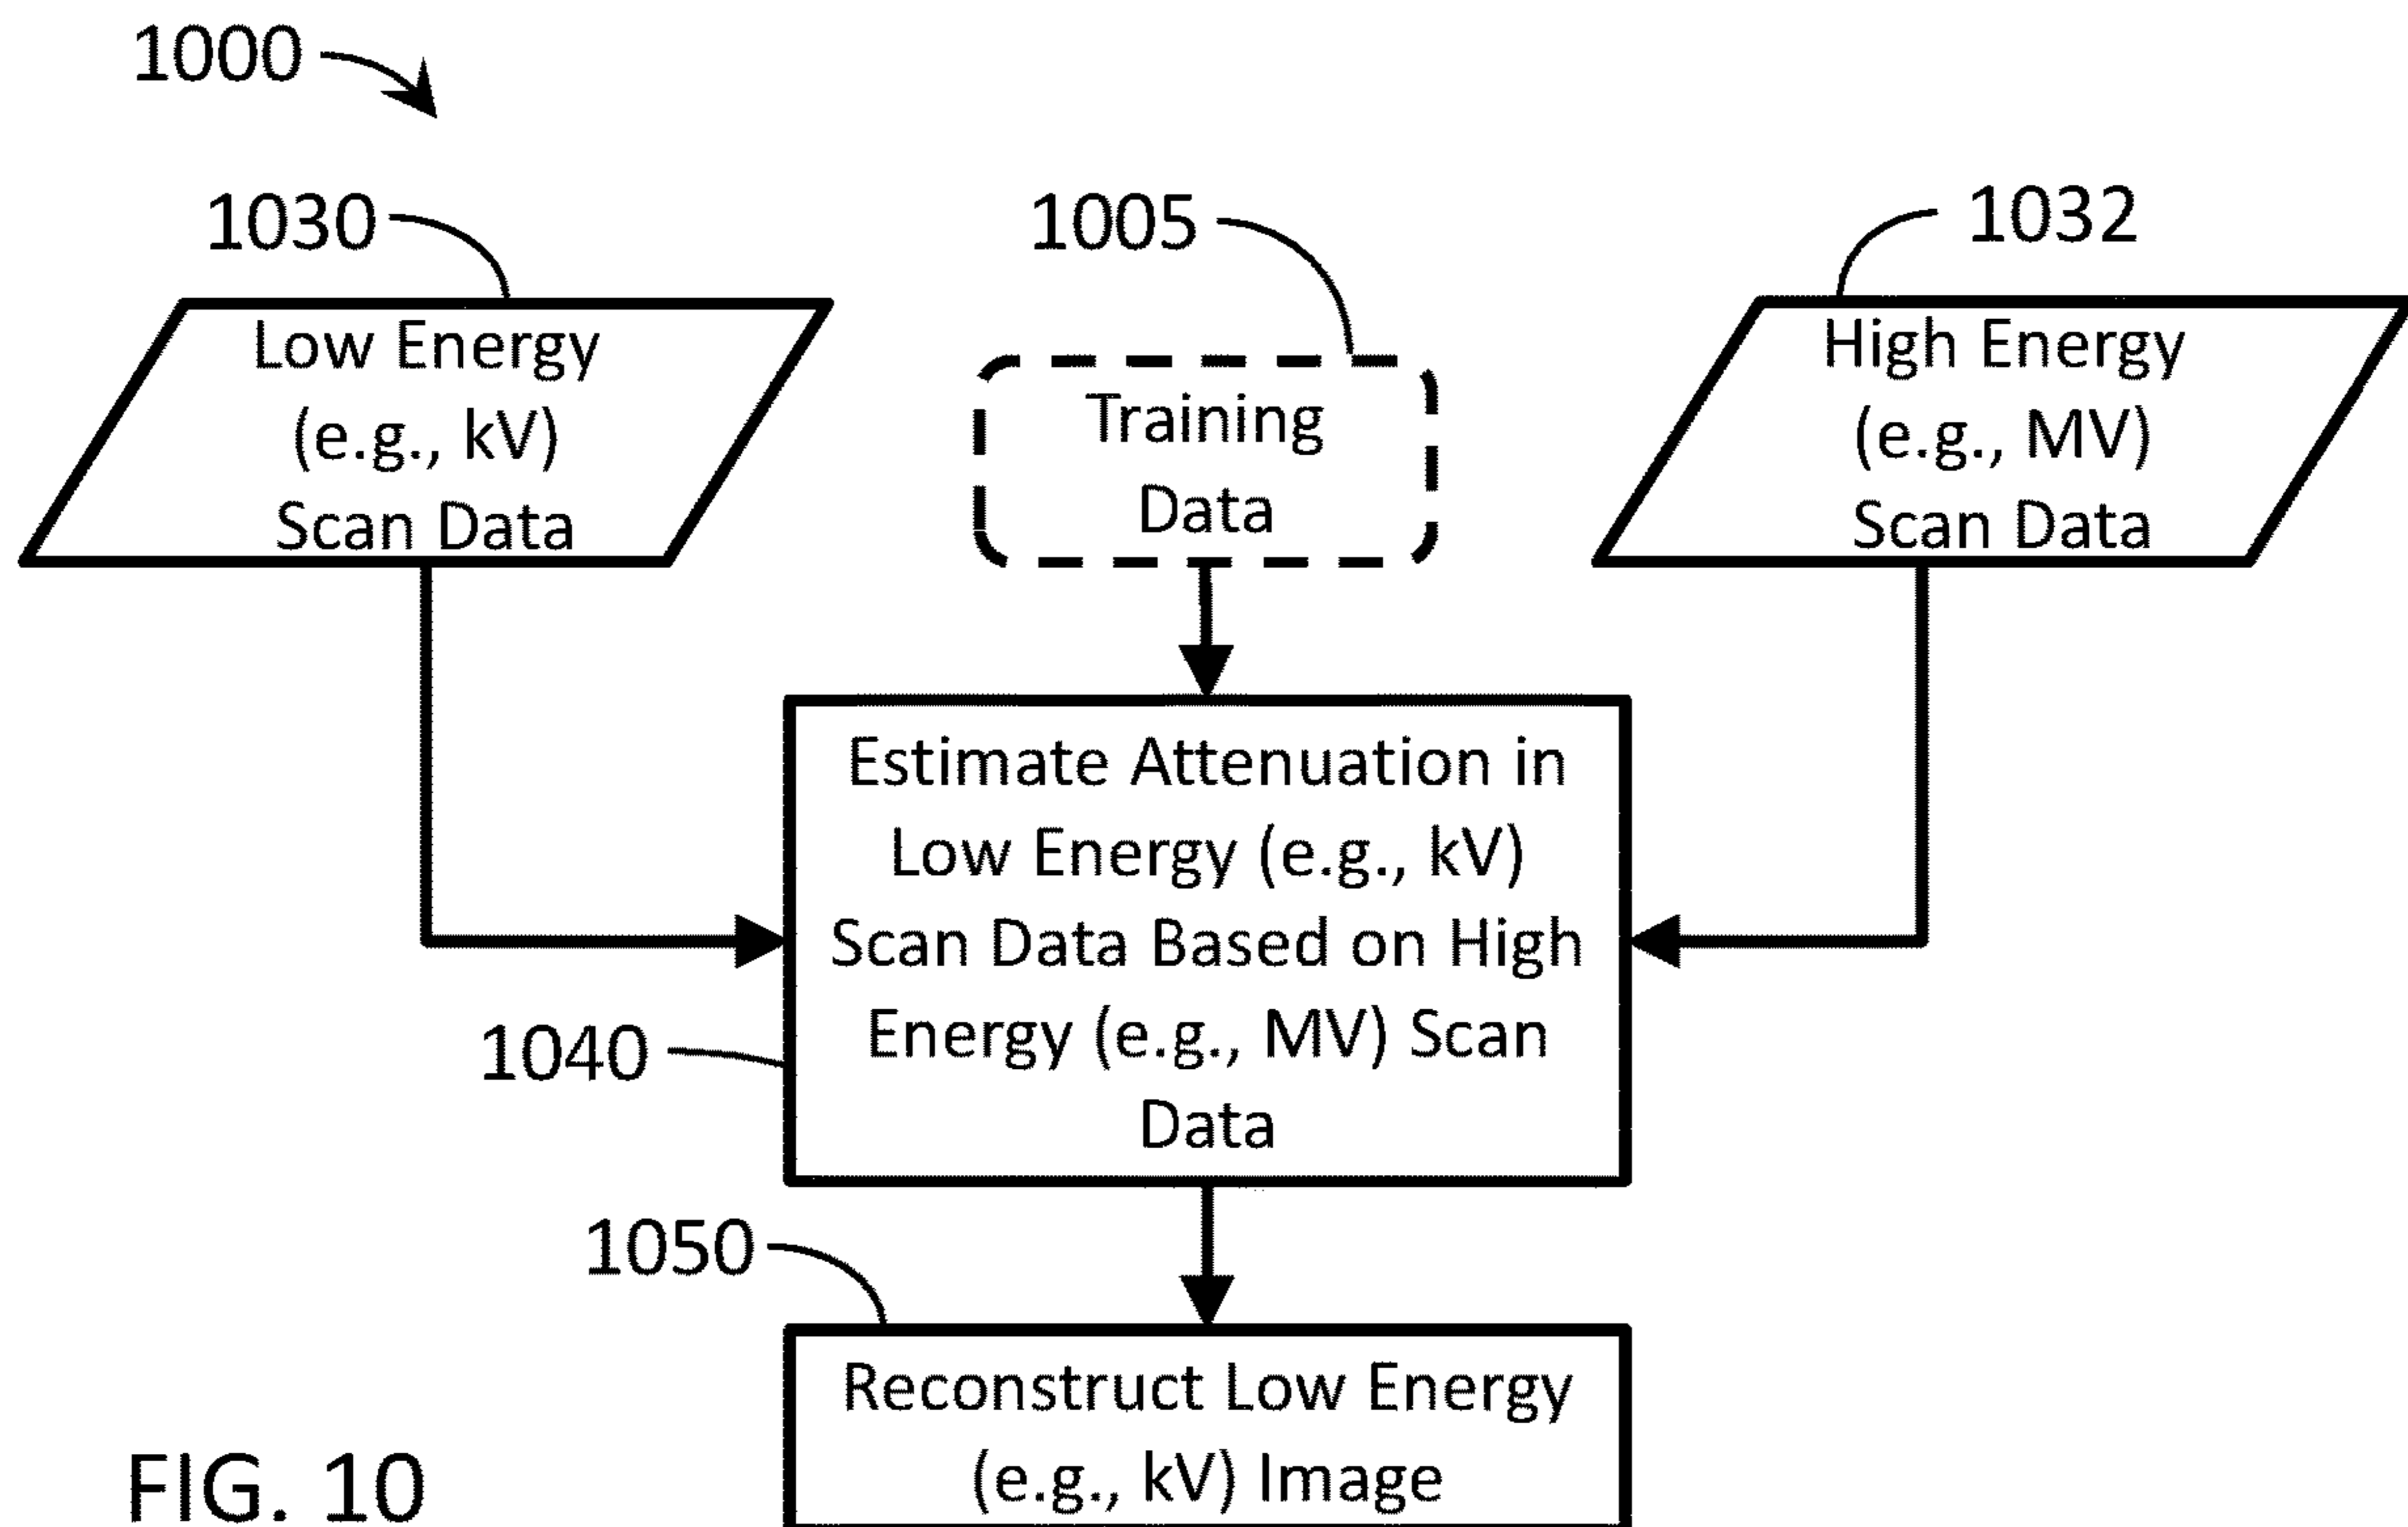 1000
1030
1005
1032
Low Energy
(e.g., kV)
Scan Data
Training
Data
High Energy
(e.g., MV)
Scan Data
Estimate Attenuation in
Low Energy (e.g., kV)
Scan Data Based on High
Energy (e.g., MV) Scan
Data
1040
1050
Reconstruct Low Energy
(e.g., kV) Image
FIG. 10